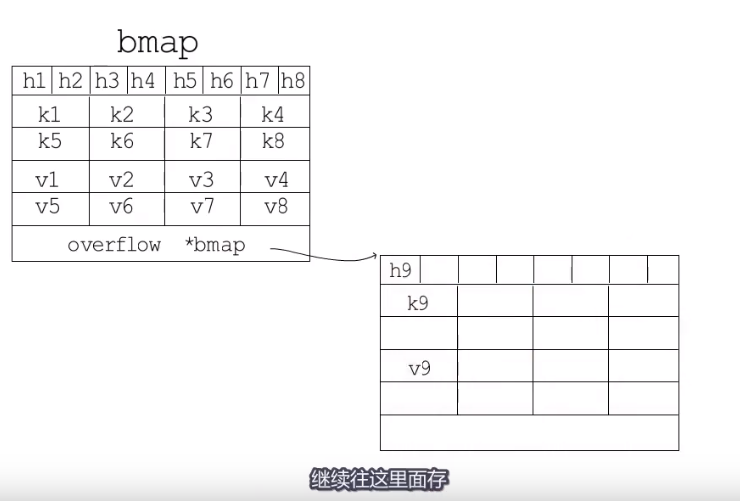 bmap
h1 h2 h3 h4 h5 h6 h7 h8
k1 k2 k3 k4
k5 k6 k7 k8
v1 v2 v3 v4
v5 v6 v7 v8
overflow *bmap
h9
k9
v9
继续往这里面存